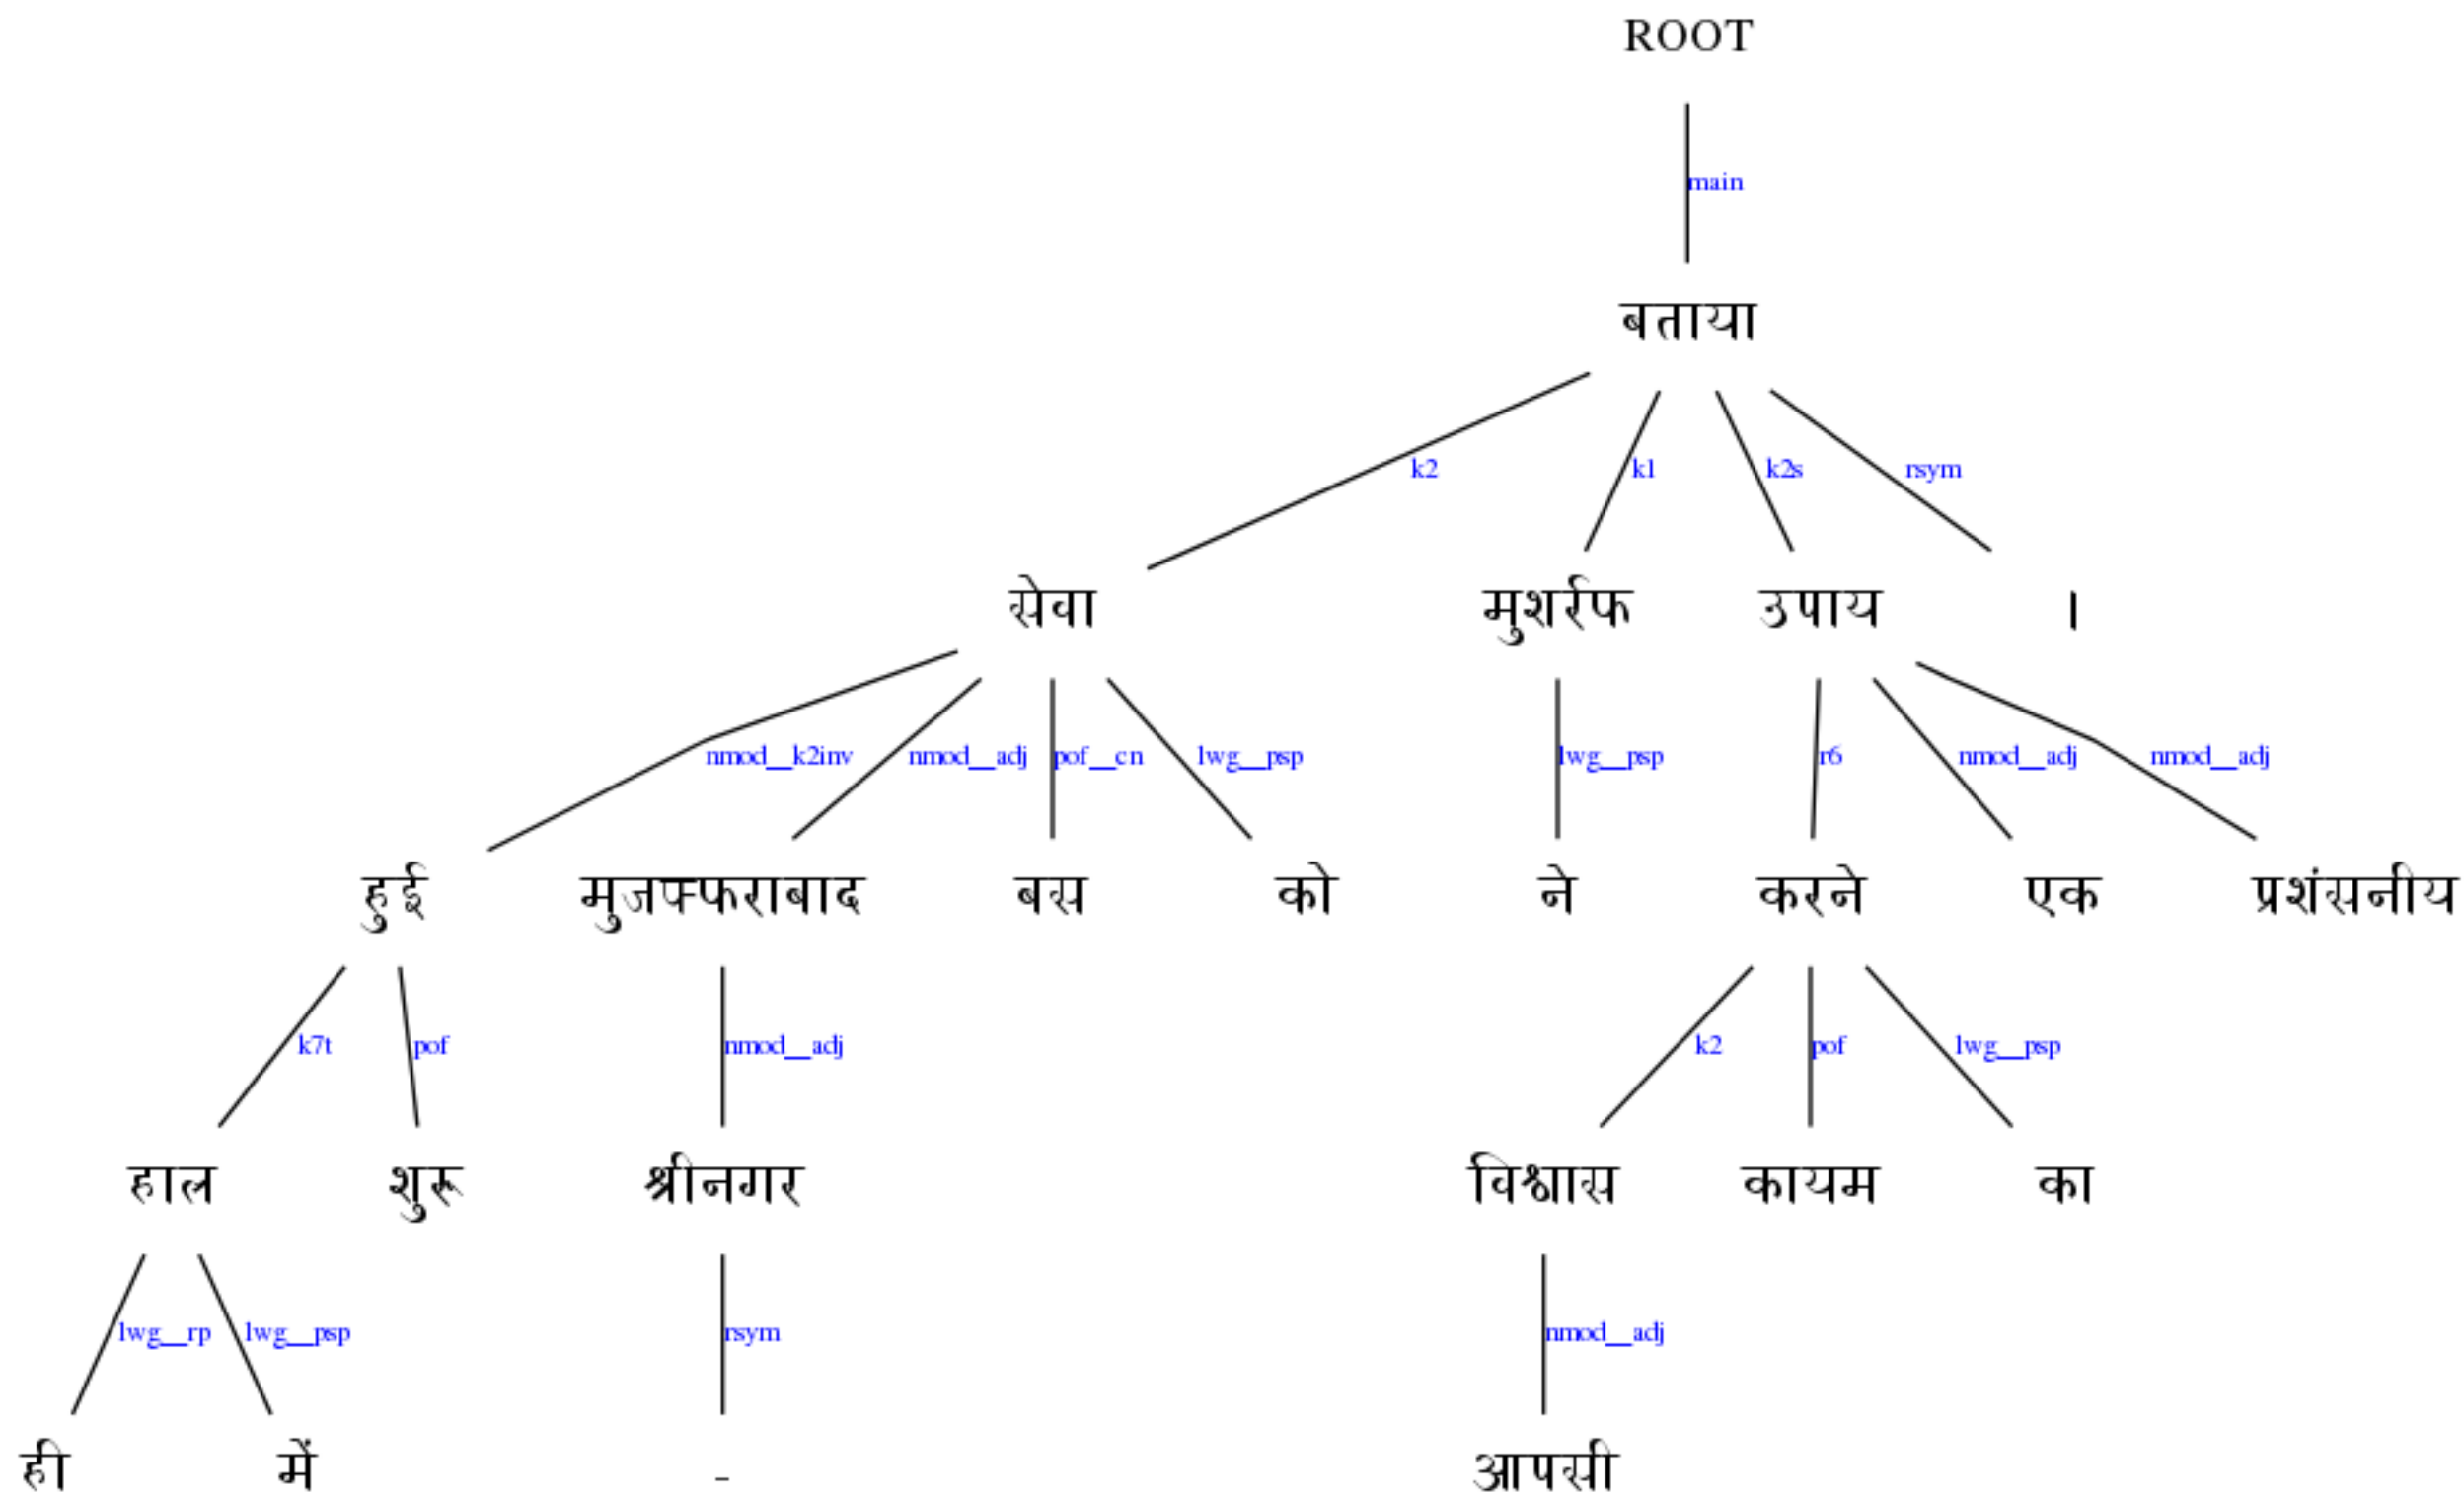 ROOT
main
बताया
k2 k1 k2s rsym
सेवा मुशर्रफ उपाय ।
nmod__k2inv nmod__adj pof__cn lwg__psp lwg__psp r6 nmod__adj nmod__adj
हुई मुजफ्फराबाद बस को ने करने एक प्रशंसनीय
k7t pof nmod__adj k2 pof lwg__psp
हाल शुरू श्रीनगर विश्वास कायम का
lwg__rp lwg__psp rsym nmod__adj
ही में - आपसी